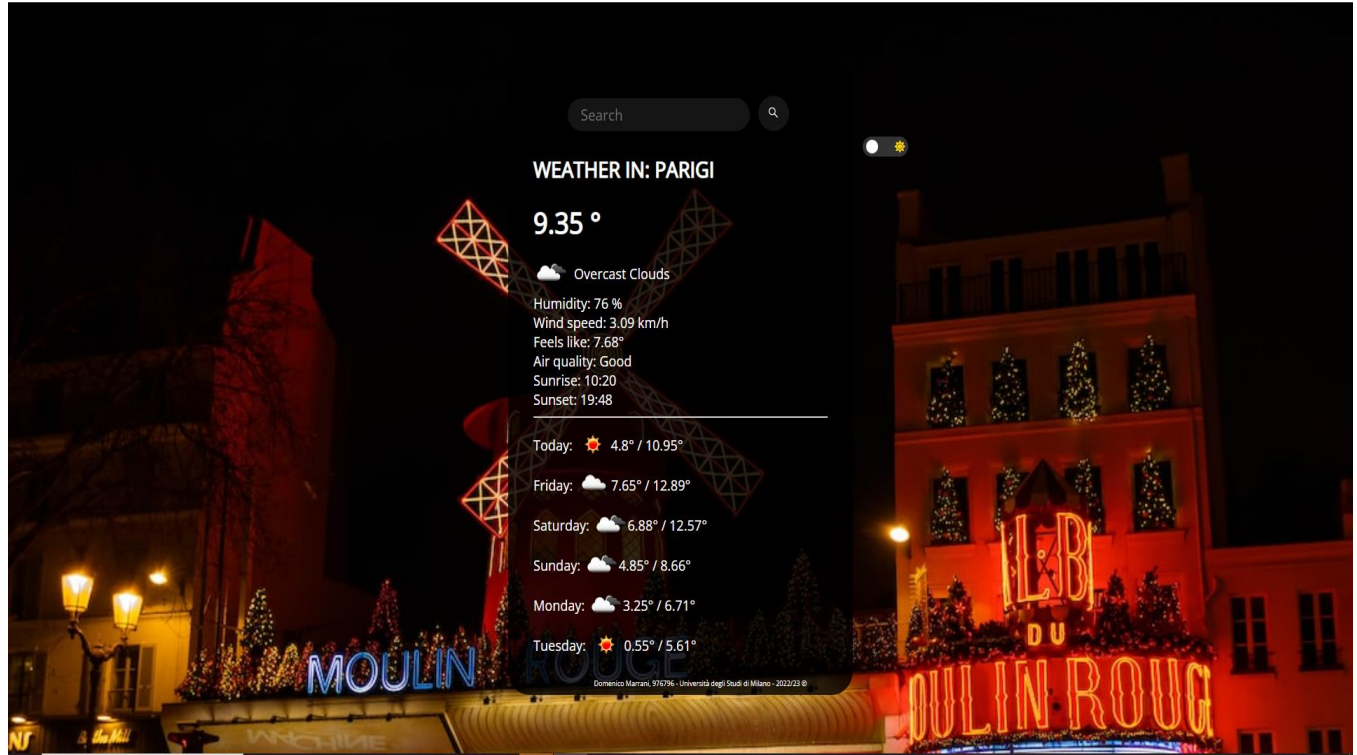 Search
WEATHER IN: PARIGI
9.35 °
Overcast Clouds
Humidity: 76 %
Wind speed: 3.09 km/h
Feels like: 7.68°
Air quality: Good
Sunrise: 10:20
Sunset: 19:48
Today: 4.8° / 10.95°
Friday: 7.65° / 12.89°
Saturday: 6.88° / 12.57°
Sunday: 4.85° / 8.66°
Monday: 3.25° / 6.71°
Tuesday: 0.55° / 5.61°
Domenico Marrani, 976796 - Università degli Studi di Milano - 2022/23 ©
MOULIN ROUGE
MACHINE
DU
OULIN ROUGE